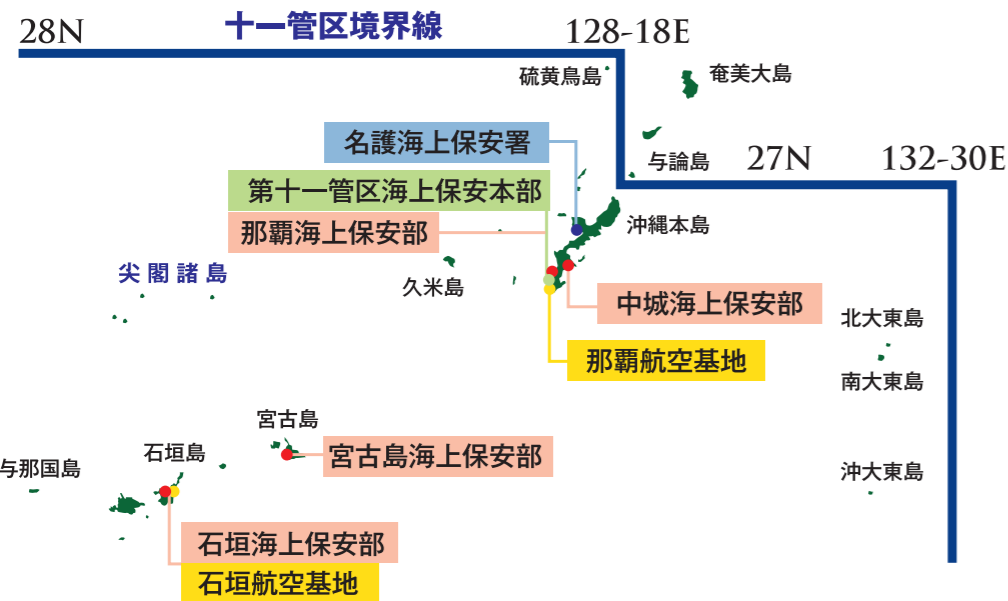 28N
十一管区境界線
128-18E
硫黄鳥島
奄美大島
名護海上保安署
与論島
27N
132-30E
第十一管区海上保安本部
沖縄本島
那覇海上保安部
尖閣諸島
久米島
中城海上保安部
北大東島
那覇航空基地
南大東島
宮古島
石垣島
宮古島海上保安部
与那国島
沖大東島
石垣海上保安部
石垣航空基地